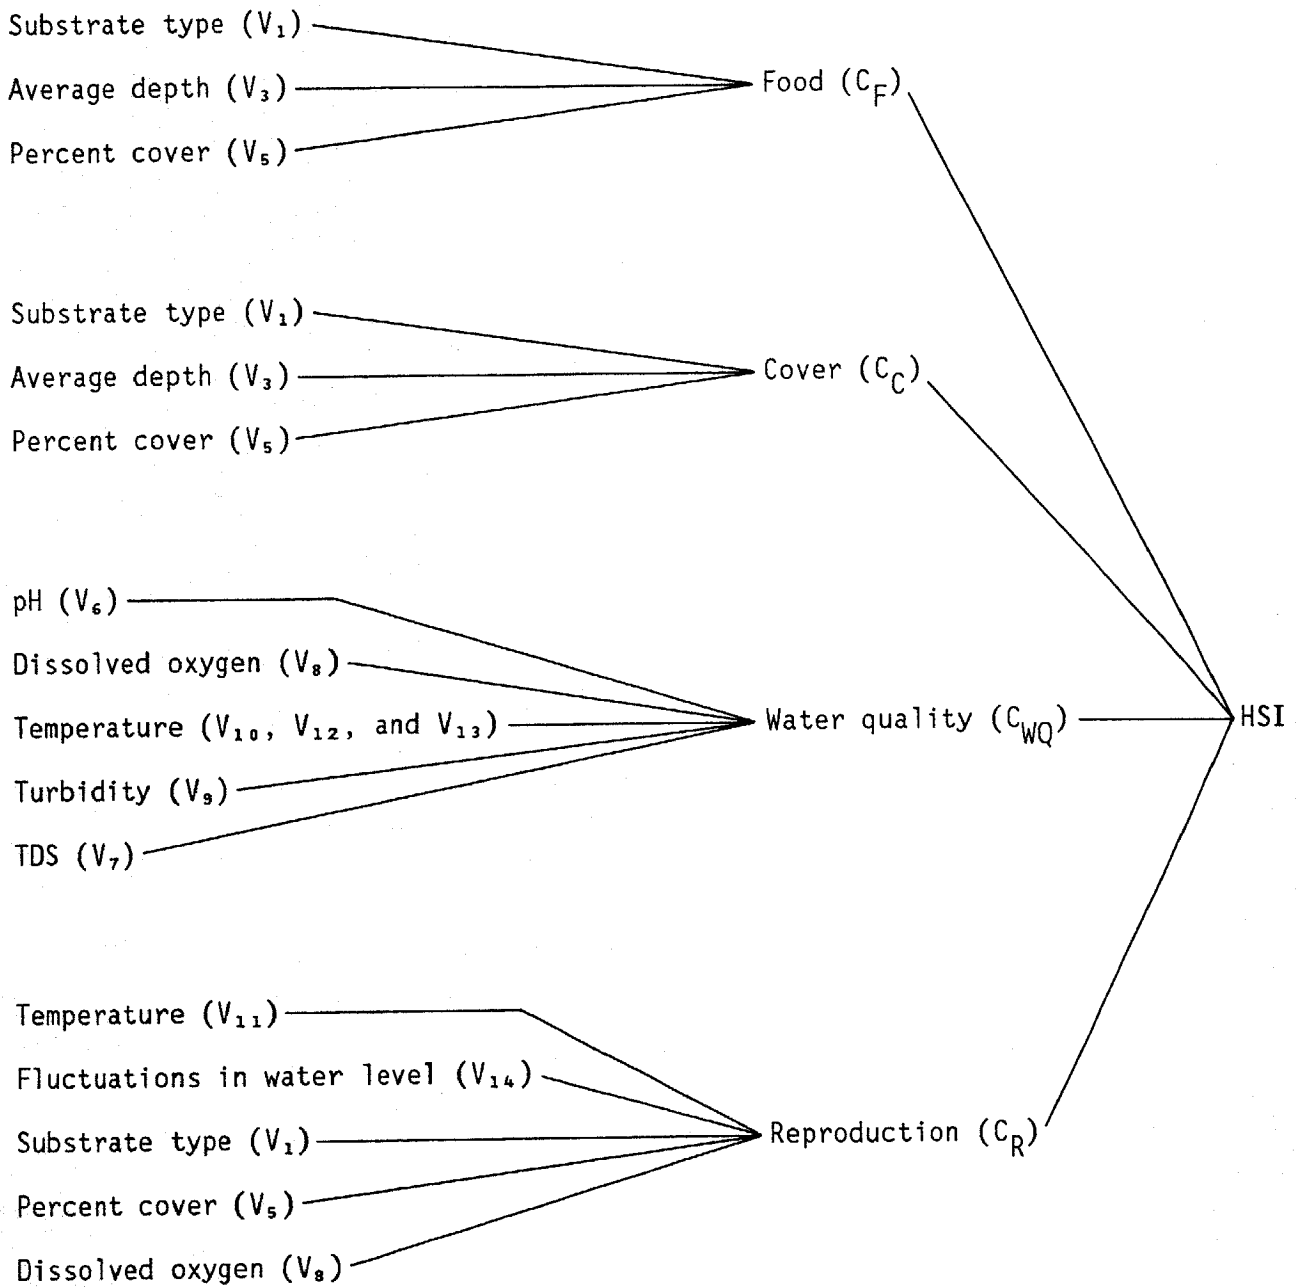 Substrate type (V₁)
Average depth (V₃)
Food (C_F)
Percent cover (V₅)
Substrate type (V₁)
Average depth (V₃)
Cover (C_C)
Percent cover (V₅)
pH (V₆)
Dissolved oxygen (V₈)
Temperature (V₁₀, V₁₂, and V₁₃)
Water quality (C_WQ)
HSI
Turbidity (V₉)
TDS (V₇)
Temperature (V₁₁)
Fluctuations in water level (V₁₄)
Substrate type (V₁)
Reproduction (C_R)
Percent cover (V₅)
Dissolved oxygen (V₈)